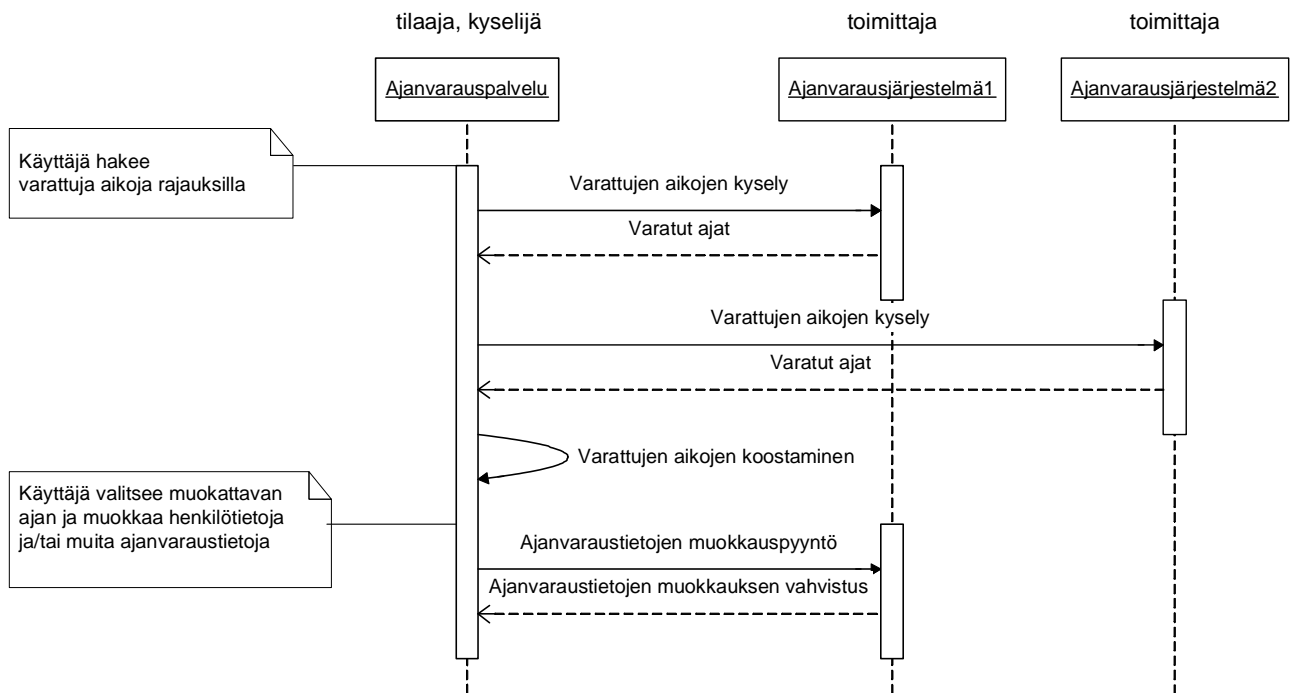 tilaaja, kyselijä
toimittaja
toimittaja
Ajanvarauspalvelu
Ajanvarausjärjestelmä1
Ajanvarausjärjestelmä2
Käyttäjä hakee
varattuja aikoja rajauksilla
Varattujen aikojen kysely
Varatut ajat
Varattujen aikojen kysely
Varatut ajat
Varattujen aikojen koostaminen
Käyttäjä valitsee muokattavan
ajan ja muokkaa henkilötietoja
ja/tai muita ajanvaraustietoja
Ajanvaraustietojen muokkauspyyntö
Ajanvaraustietojen muokkauksen vahvistus